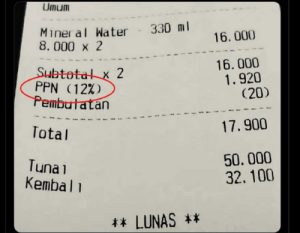 Umum
Mineral Water - 330 ml
8.000 x 2 16.000
Subtotal x 2 16.000
PPN (12%) 1.920
Pembulatan (20)
Total 17.900
Tunai 50.000
Kembali 32.100
** LUNAS **